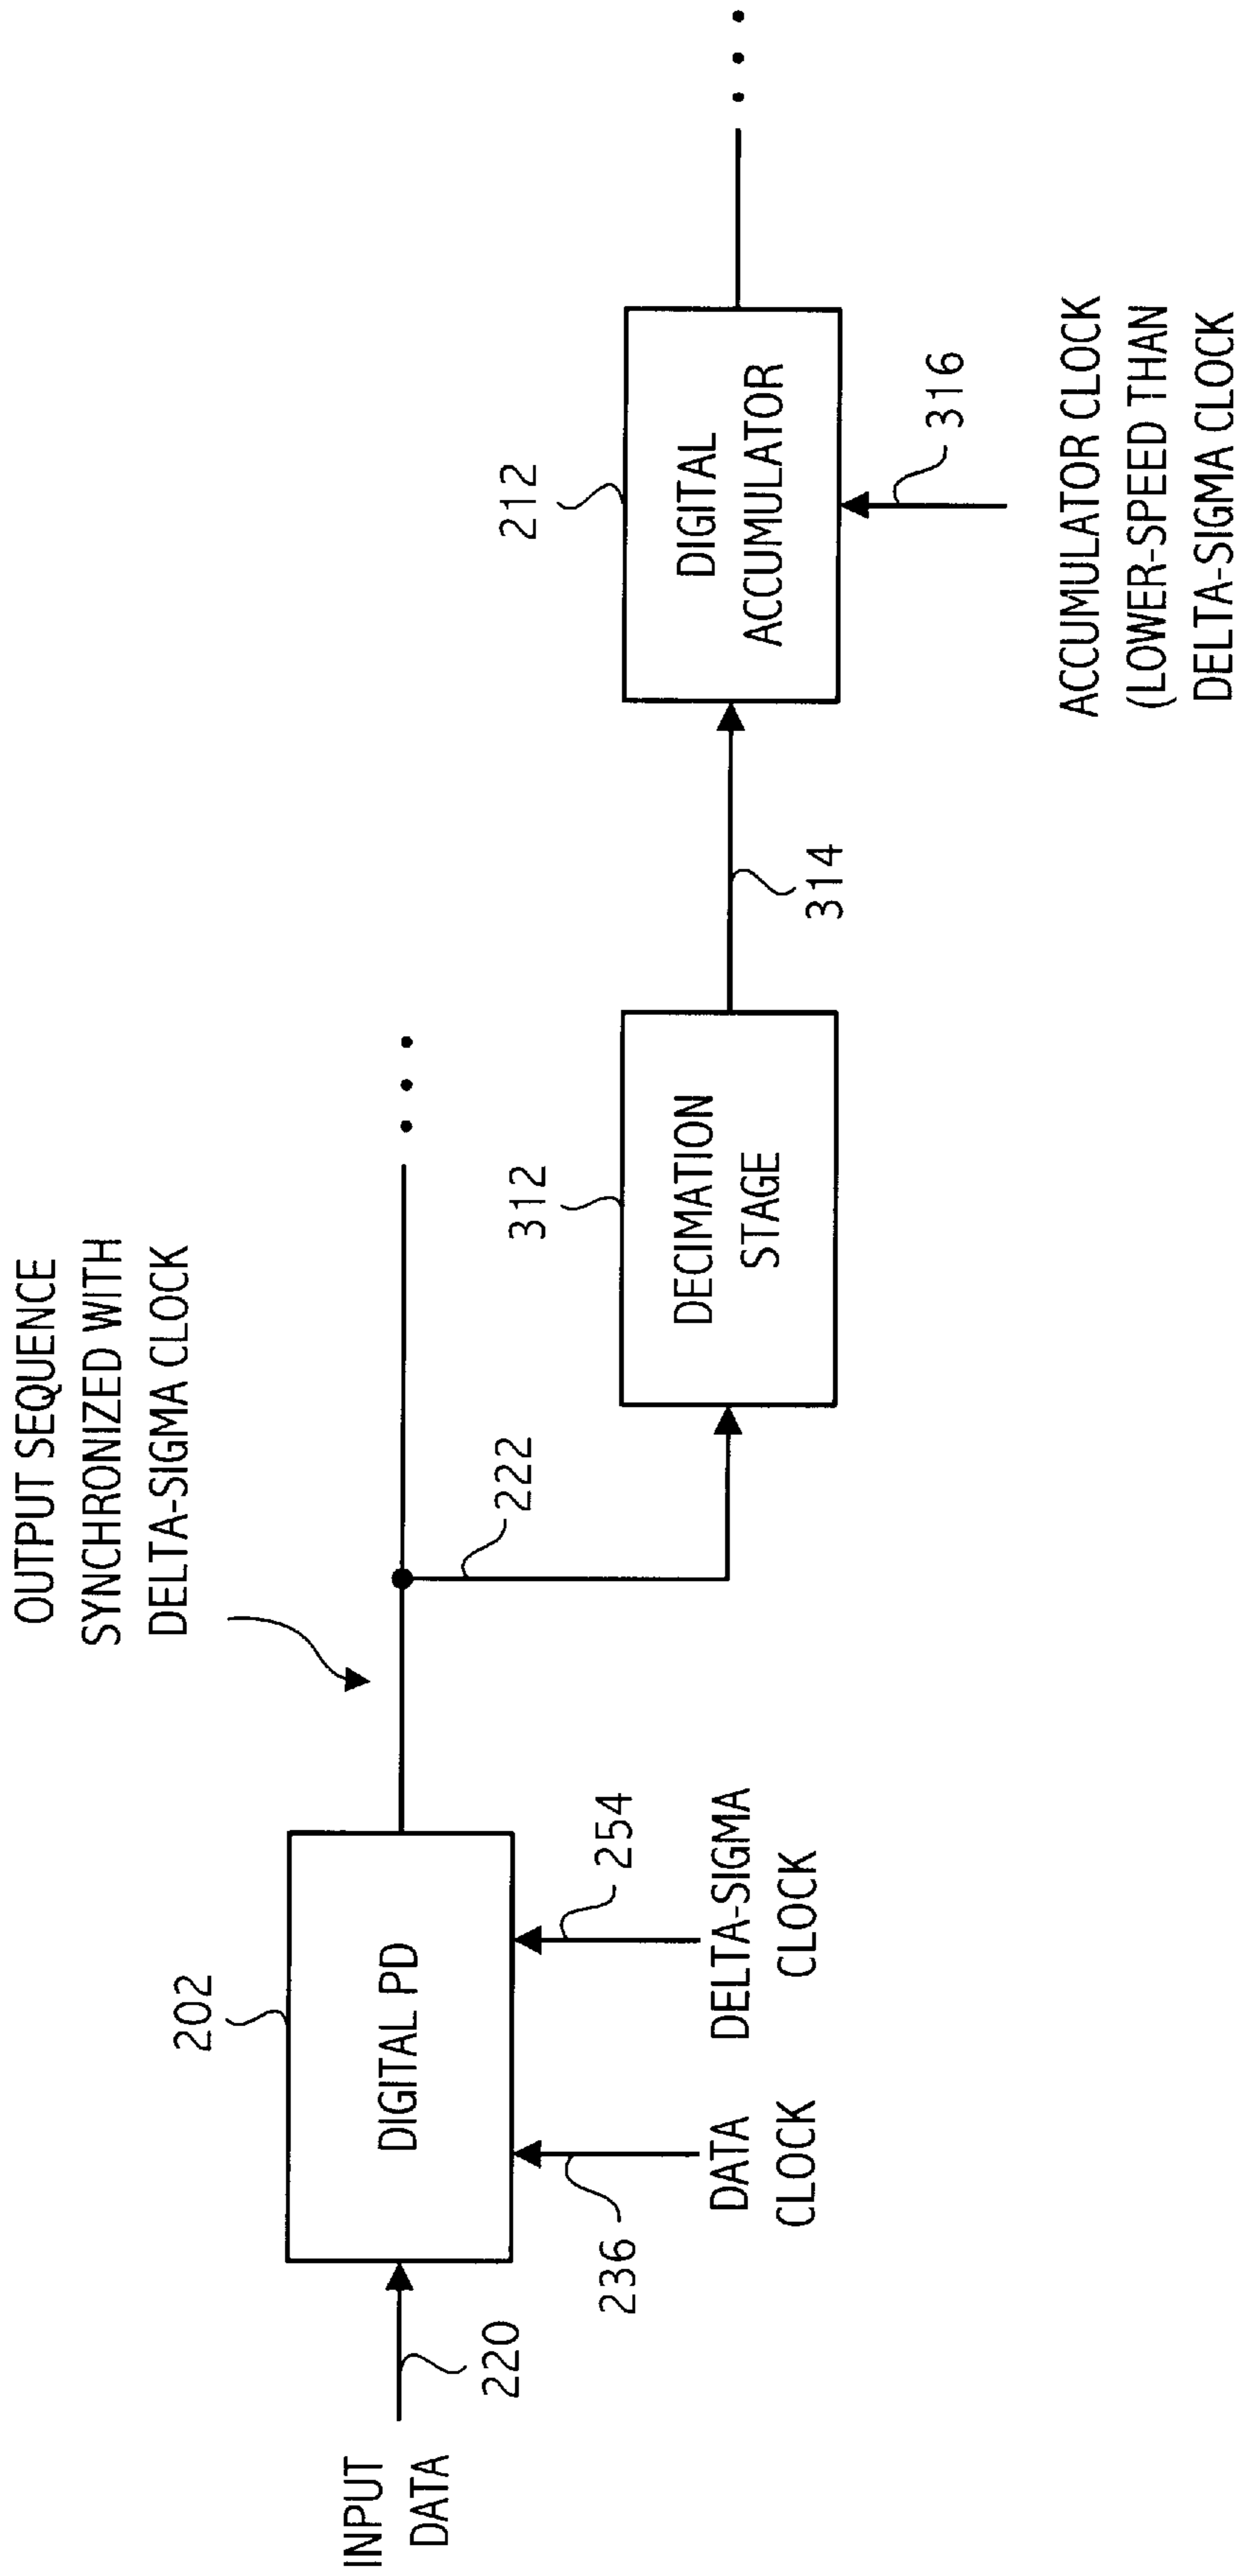 OUTPUT SEQUENCE
SYNCHRONIZED WITH
DELTA-SIGMA CLOCK
202
INPUT
DATA
220
DIGITAL PD
236
DATA
CLOCK
254
DELTA-SIGMA
CLOCK
222
312
DECIMATION
STAGE
314
212
DIGITAL
ACCUMULATOR
316
ACCUMULATOR CLOCK
(LOWER-SPEED THAN
DELTA-SIGMA CLOCK